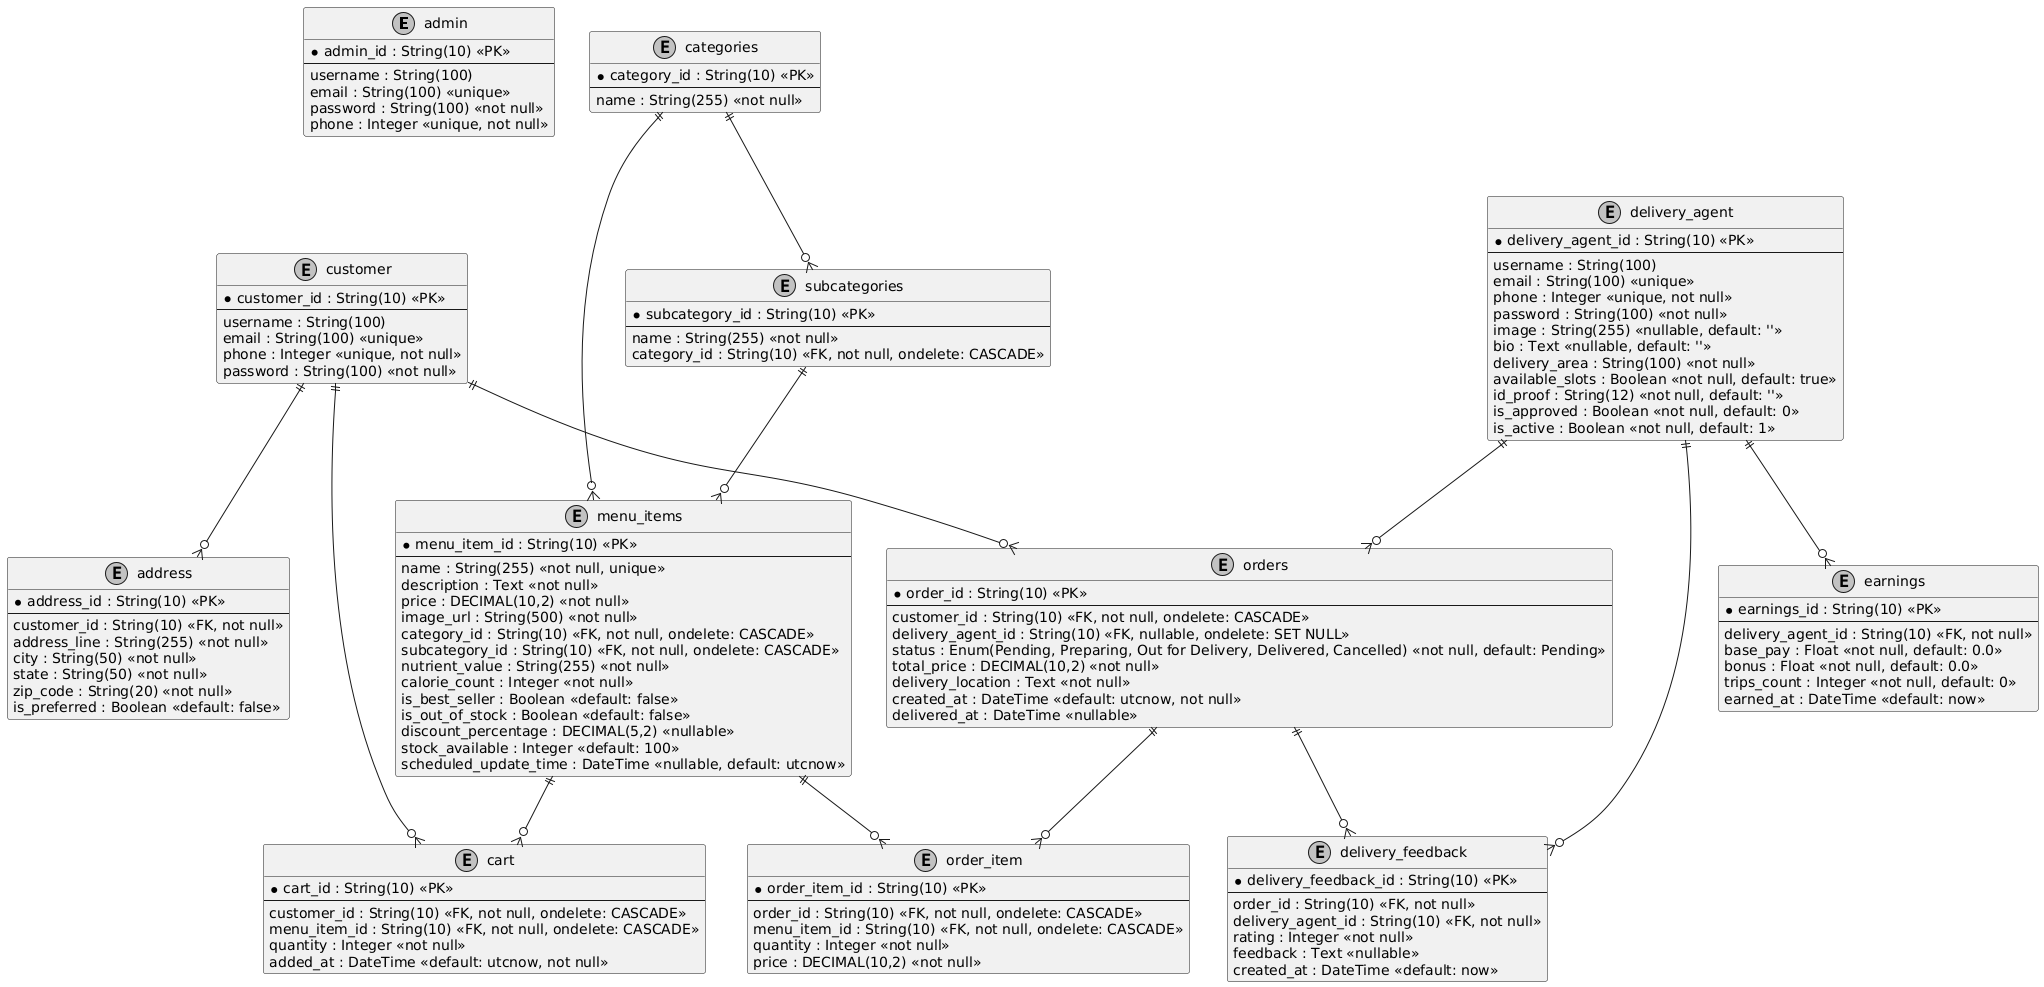 E admin
* admin_id : String(10) «PK»
username : String(100)
email : String(100) «unique»
password : String(100) «not null»
phone : Integer «unique, not null»
E categories
* category_id : String(10) «PK»
name : String(255) «not null»
E delivery_agent
* delivery_agent_id : String(10) «PK»
username : String(100)
email : String(100) «unique»
phone : Integer «unique, not null»
password : String(100) «not null»
image : String(255) «nullable, default: ''»
bio : Text «nullable, default: ''»
delivery_area : String(100) «not null»
available_slots : Boolean «not null, default: true»
id_proof : String(12) «not null, default: ''»
is_approved : Boolean «not null, default: 0»
is_active : Boolean «not null, default: 1»
E customer
* customer_id : String(10) «PK»
username : String(100)
email : String(100) «unique»
phone : Integer «unique, not null»
password : String(100) «not null»
E subcategories
* subcategory_id : String(10) «PK»
name : String(255) «not null»
category_id : String(10) «FK, not null, ondelete: CASCADE»
E address
* address_id : String(10) «PK»
customer_id : String(10) «FK, not null»
address_line : String(255) «not null»
city : String(50) «not null»
state : String(50) «not null»
zip_code : String(20) «not null»
is_preferred : Boolean «default: false»
E menu_items
* menu_item_id : String(10) «PK»
name : String(255) «not null, unique»
description : Text «not null»
price : DECIMAL(10,2) «not null»
image_url : String(500) «not null»
category_id : String(10) «FK, not null, ondelete: CASCADE»
subcategory_id : String(10) «FK, not null, ondelete: CASCADE»
nutrient_value : String(255) «not null»
calorie_count : Integer «not null»
is_best_seller : Boolean «default: false»
is_out_of_stock : Boolean «default: false»
discount_percentage : DECIMAL(5,2) «nullable»
stock_available : Integer «default: 100»
scheduled_update_time : DateTime «nullable, default: utcnow»
E orders
* order_id : String(10) «PK»
customer_id : String(10) «FK, not null, ondelete: CASCADE»
delivery_agent_id : String(10) «FK, nullable, ondelete: SET NULL»
status : Enum(Pending, Preparing, Out for Delivery, Delivered, Cancelled) «not null, default: Pending»
total_price : DECIMAL(10,2) «not null»
delivery_location : Text «not null»
created_at : DateTime «default: utcnow, not null»
delivered_at : DateTime «nullable»
E earnings
* earnings_id : String(10) «PK»
delivery_agent_id : String(10) «FK, not null»
base_pay : Float «not null, default: 0.0»
bonus : Float «not null, default: 0.0»
trips_count : Integer «not null, default: 0»
earned_at : DateTime «default: now»
E cart
* cart_id : String(10) «PK»
customer_id : String(10) «FK, not null, ondelete: CASCADE»
menu_item_id : String(10) «FK, not null, ondelete: CASCADE»
quantity : Integer «not null»
added_at : DateTime «default: utcnow, not null»
E order_item
* order_item_id : String(10) «PK»
order_id : String(10) «FK, not null, ondelete: CASCADE»
menu_item_id : String(10) «FK, not null, ondelete: CASCADE»
quantity : Integer «not null»
price : DECIMAL(10,2) «not null»
E delivery_feedback
* delivery_feedback_id : String(10) «PK»
order_id : String(10) «FK, not null»
delivery_agent_id : String(10) «FK, not null»
rating : Integer «not null»
feedback : Text «nullable»
created_at : DateTime «default: now»